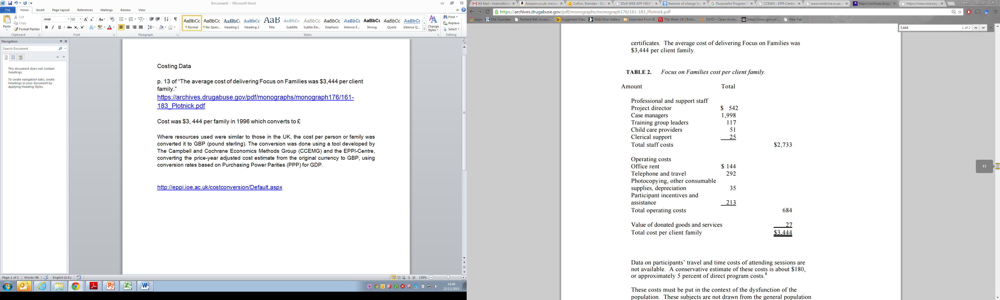 Document1 - Microsoft Word
File Home Insert Page Layout References Mailings Review View
Paste
Cut
Copy
Format Painter
Clipboard
Arial 12
B I U abc x₂ x² A
Font
Paragraph
AaBbCc AaBbCc AaBbC AaBbCc AaB AaBbCc. AaBbCc AaBbCc AaBbCc AaBbCc AaBbCc AaBbCc
¶ Normal ¶ No Spaci... Heading 1 Heading 2 Title Subtitle Subtle Em... Emphasis Intense E... Strong Quote Intense Q...
Styles
Change
Styles
Find
Replace
Select
Editing
Navigation
Search Document
This document does not contain
headings.
To create navigation tabs, create
headings in your document by
applying Heading Styles.
Costing Data
p. 13 of “The average cost of delivering Focus on Families was $3,444 per client
family.”
https://archives.drugabuse.gov/pdf/monographs/monograph176/161-
183_Plotnick.pdf
Cost was $3, 444 per family in 1996 which converts to £
Where resources used were similar to those in the UK, the cost per person or family was
converted it to GBP (pound sterling). The conversion was done using a tool developed by
The Campbell and Cochrane Economics Methods Group (CCEMG) and the EPPI-Centre,
converting the price-year adjusted cost estimate from the original currency to GBP, using
conversion rates based on Purchasing Power Parities (PPP) for GDP.
http://eppi.ioe.ac.uk/costconversion/Default.aspx
Page: 1 of 1 Words: 98 English (U.K.) 130%
14:46
22/12/2015
All Mail - brencollins@ Amazon.co.uk: micros Collins, Brendan - Out IDoE WEB APP HELP S theories of change log Purposeful Program T CCEMG - EPPI-Centre www.medicine.ox.ac.u https://archives.druga https://www.nice.org. Bren
https://archives.drugabuse.gov/pdf/monographs/monograph176/161-183_Plotnick.pdf
Apps The Guardian Packard Bell Access... Suggested Sites Web Slice Gallery Imported From IE The Week UK | Britis... OATD – Open Acces... https://www.gov.uk/... New Tab
3,444 1 of 2
certificates. The average cost of delivering Focus on Families was
$3,444 per client family.
TABLE 2. Focus on Families cost per client family.
Amount Total
Professional and support staff
Project director $ 542
Case managers 1,998
Training group leaders 117
Child care providers 51
Clerical support 25
Total staff costs $2,733
Operating costs
Office rent $ 144
Telephone and travel 292
Photocopying, other consumable
supplies, depreciation 35
Participant incentives and
assistance 213
Total operating costs 684
Value of donated goods and services 27
Total cost per client family $3,444
13
Data on participants’ travel and time costs of attending sessions are
not available. A conservative estimate of these costs is about $180,
or approximately 5 percent of direct program costs.⁸
These costs must be put in the context of the dysfunction of the
population. These subjects are not drawn from the general population